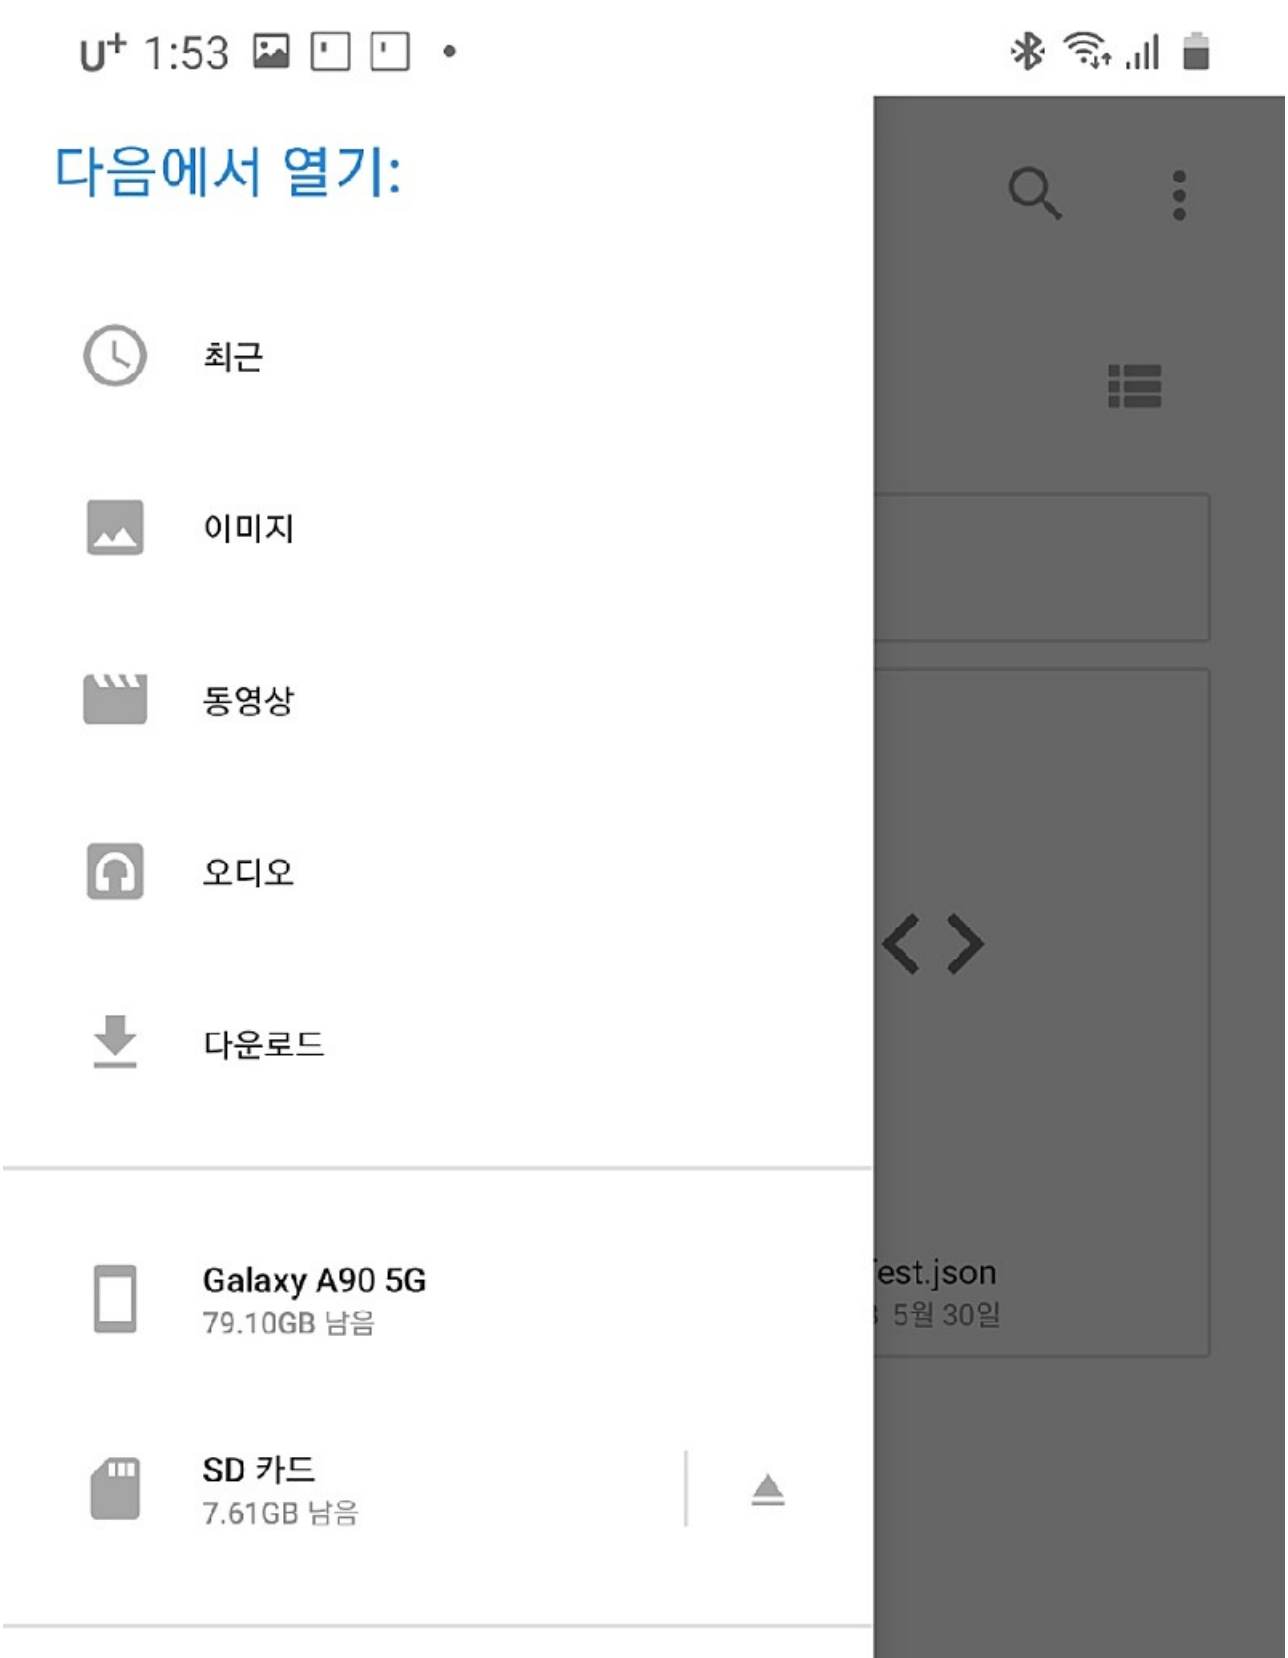 U+ 1:53
다음에서 열기:
최근
이미지
동영상
오디오
다운로드
Galaxy A90 5G
79.10GB 남음
SD 카드
7.61GB 남음
est.json
5월 30일